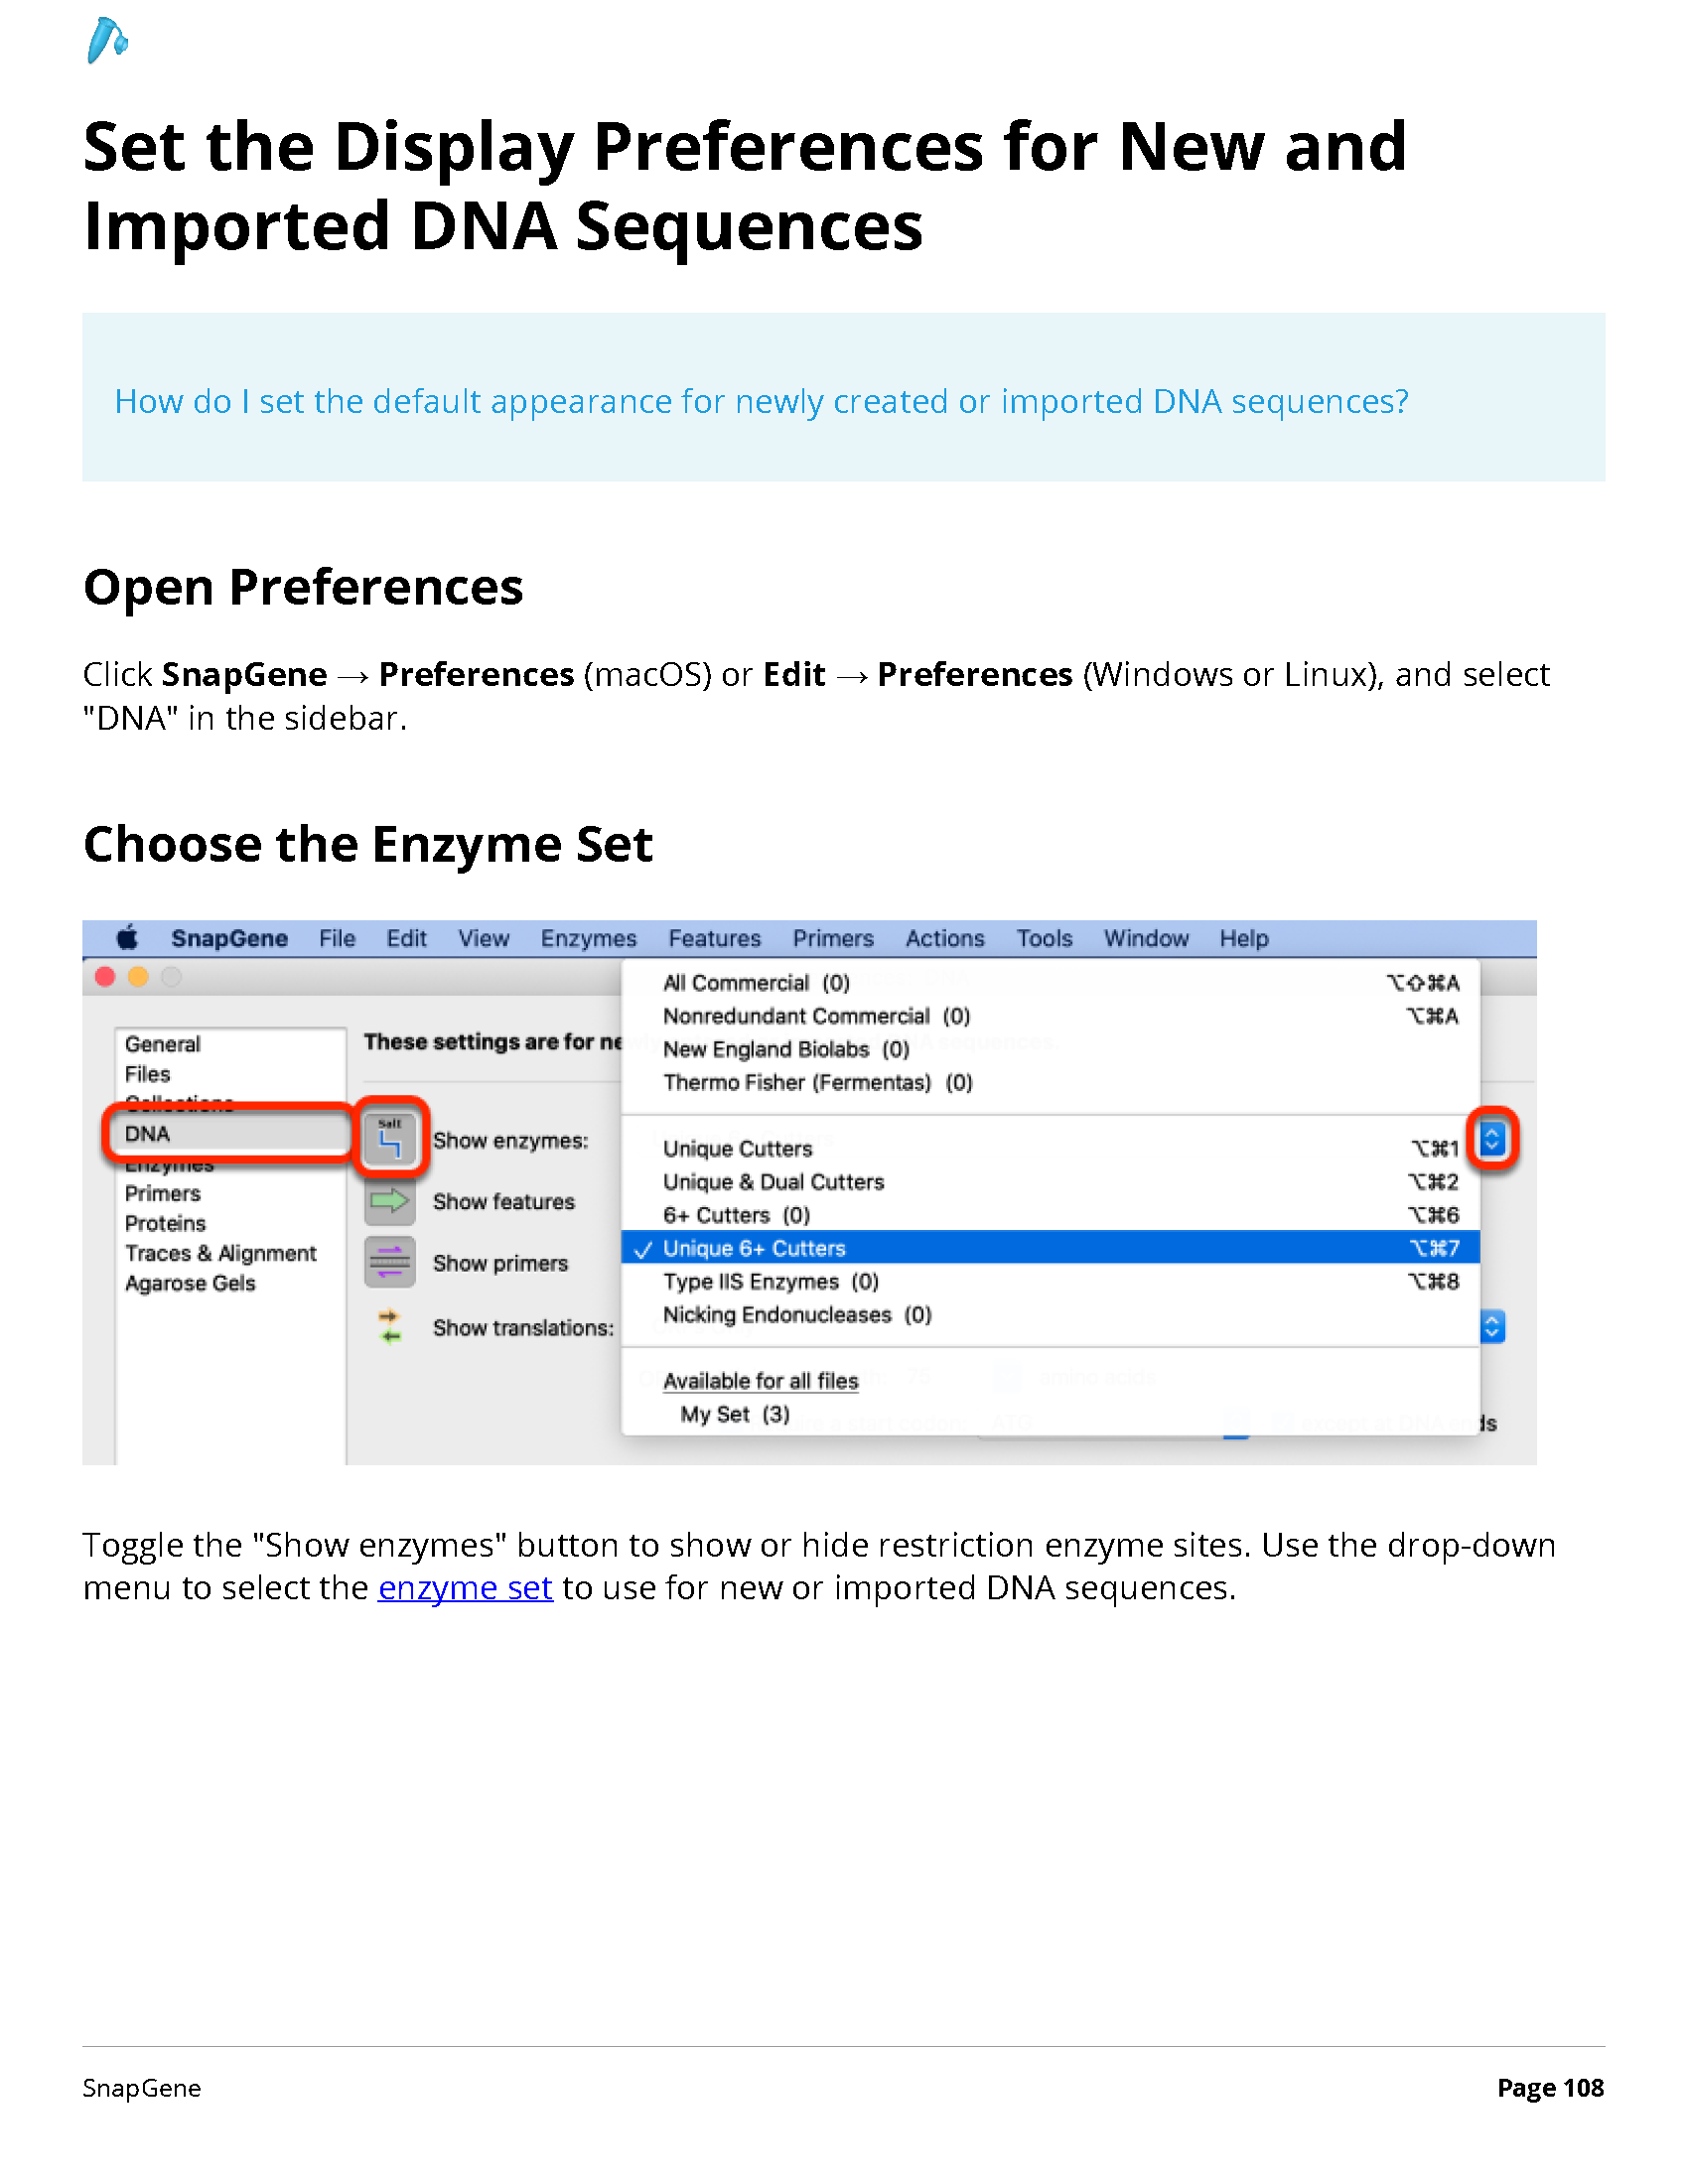 Set the Display Preferences for New and
Imported DNA Sequences
How do I set the default appearance for newly created or imported DNA sequences?
Open Preferences
Click SnapGene → Preferences (macOS) or Edit → Preferences (Windows or Linux), and select
"DNA" in the sidebar.
Choose the Enzyme Set
SnapGene File Edit View Enzymes Features Primers Actions Tools Window Help
General
Files
Collections
DNA
Enzymes
Primers
Proteins
Traces & Alignment
Agarose Gels
These settings are for ne
Salt
Show enzymes:
Show features
Show primers
Show translations:
All Commercial (0) ⌥⇧⌘A
Nonredundant Commercial (0) ⌥⌘A
New England Biolabs (0)
Thermo Fisher (Fermentas) (0)
Unique Cutters ⌥⌘1
Unique & Dual Cutters ⌥⌘2
6+ Cutters (0) ⌥⌘6
✓ Unique 6+ Cutters ⌥⌘7
Type IIS Enzymes (0) ⌥⌘8
Nicking Endonucleases (0)
Available for all files
My Set (3)
Toggle the "Show enzymes" button to show or hide restriction enzyme sites. Use the drop-down
menu to select the enzyme set to use for new or imported DNA sequences.
SnapGene
Page 108